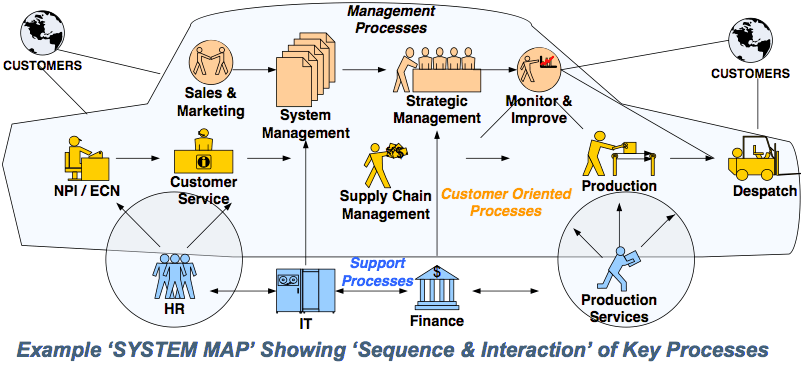 Management
Processes
CUSTOMERS
CUSTOMERS
Sales &
Marketing
System
Management
Strategic
Management
Monitor &
Improve
NPI / ECN
Customer
Service
Supply Chain
Management
Customer Oriented
Processes
Production
Despatch
Support
Processes
HR
IT
$
Finance
Production
Services
Example ‘SYSTEM MAP’ Showing ‘Sequence & Interaction’ of Key Processes